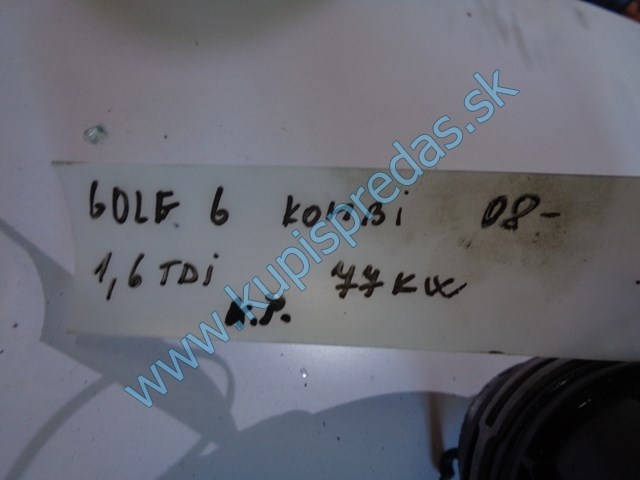 GOLF 6 KOMBi 08-
1,6 TDi 77 KW
www.kupispredas.sk